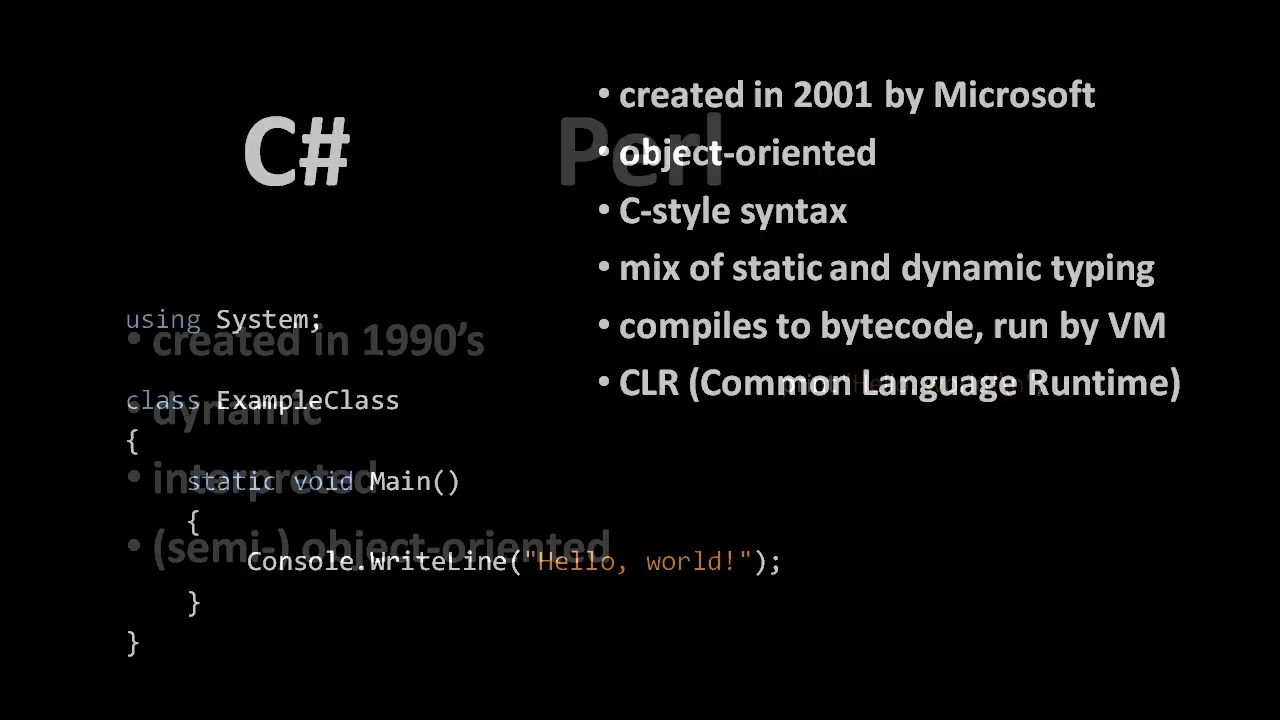 C#
• created in 2001 by Microsoft
• object-oriented
• C-style syntax
• mix of static and dynamic typing
• compiles to bytecode, run by VM
• CLR (Common Language Runtime)
using System;
class ExampleClass
{
static void Main()
{
Console.WriteLine("Hello, world!");
}
}
Perl
• created in 1990’s
• dynamic
• interpreted
• (semi-) object-oriented